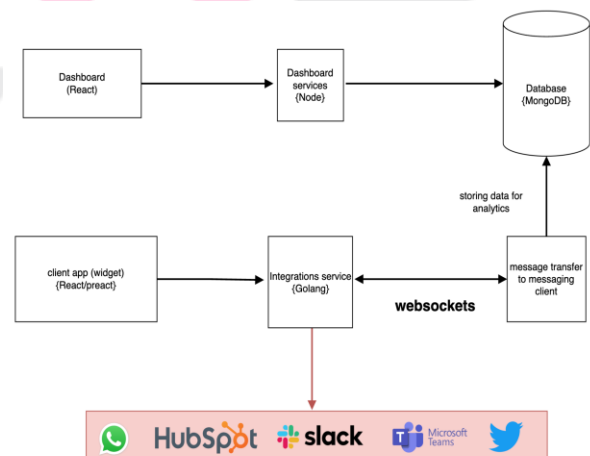 Dashboard
(React)
Dashboard
services
{Node}
Database
{MongoDB}
storing data for
analytics
client app (widget)
{React/preact}
Integrations service
{Golang}
websockets
message transfer
to messaging
client
HubSpot
slack
Microsoft
Teams